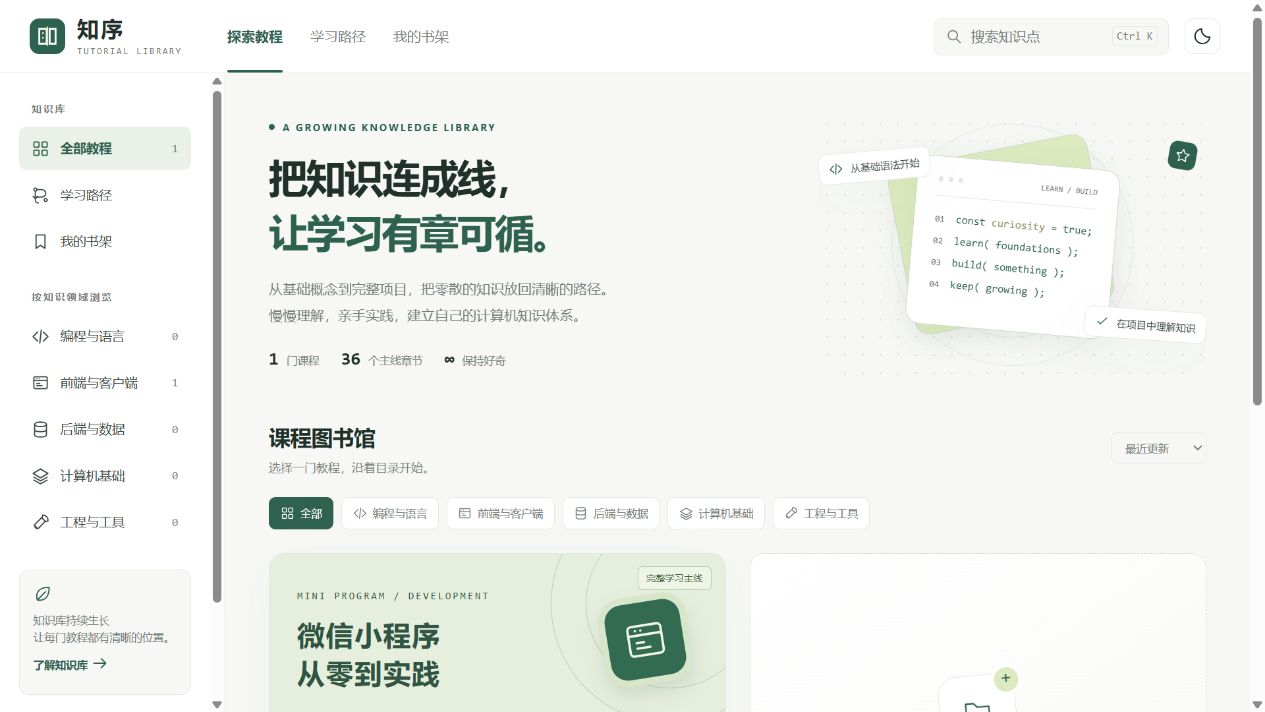 知序
TUTORIAL LIBRARY
探索教程
学习路径
我的书架
搜索知识点
Ctrl K
知识库
全部教程 1
学习路径
我的书架
按知识领域浏览
编程与语言 0
前端与客户端 1
后端与数据 0
计算机基础 0
工程与工具 0
知识库持续生长
让每门教程都有清晰的位置。
了解知识库 →
A GROWING KNOWLEDGE LIBRARY
把知识连成线，
让学习有章可循。
从基础概念到完整项目，把零散的知识放回清晰的路径。
慢慢理解，亲手实践，建立自己的计算机知识体系。
1 门课程 36 个主线章节 ∞ 保持好奇
从基础语法开始
LEARN / BUILD
01 const curiosity = true;
02 learn( foundations );
03 build( something );
04 keep( growing );
在项目中理解知识
课程图书馆
选择一门教程，沿着目录开始。
最近更新
全部
编程与语言
前端与客户端
后端与数据
计算机基础
工程与工具
完整学习主线
MINI PROGRAM / DEVELOPMENT
微信小程序
从零到实践
+